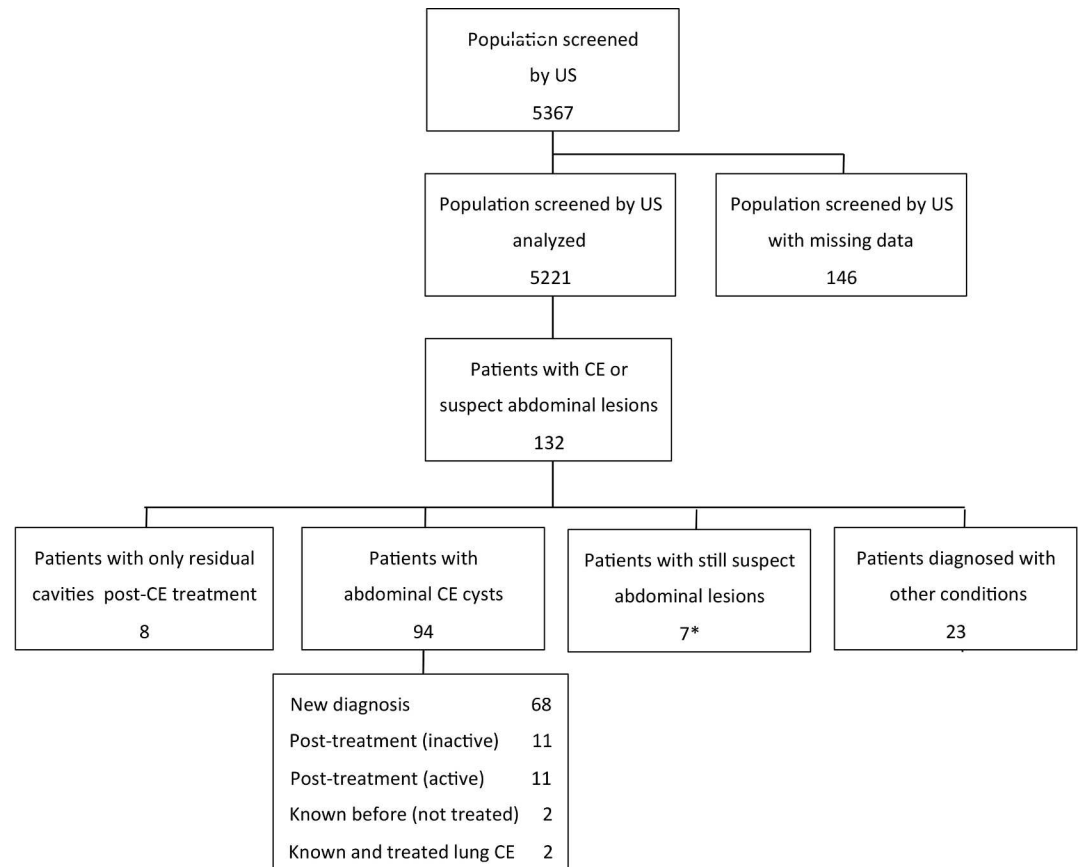 Population screened
by US
5367
Population screened by US
analyzed
5221
Population screened by US
with missing data
146
Patients with CE or
suspect abdominal lesions
132
Patients with only residual
cavities post-CE treatment
8
Patients with
abdominal CE cysts
94
Patients with still suspect
abdominal lesions
7*
Patients diagnosed with
other conditions
23
New diagnosis 68
Post-treatment (inactive) 11
Post-treatment (active) 11
Known before (not treated) 2
Known and treated lung CE 2